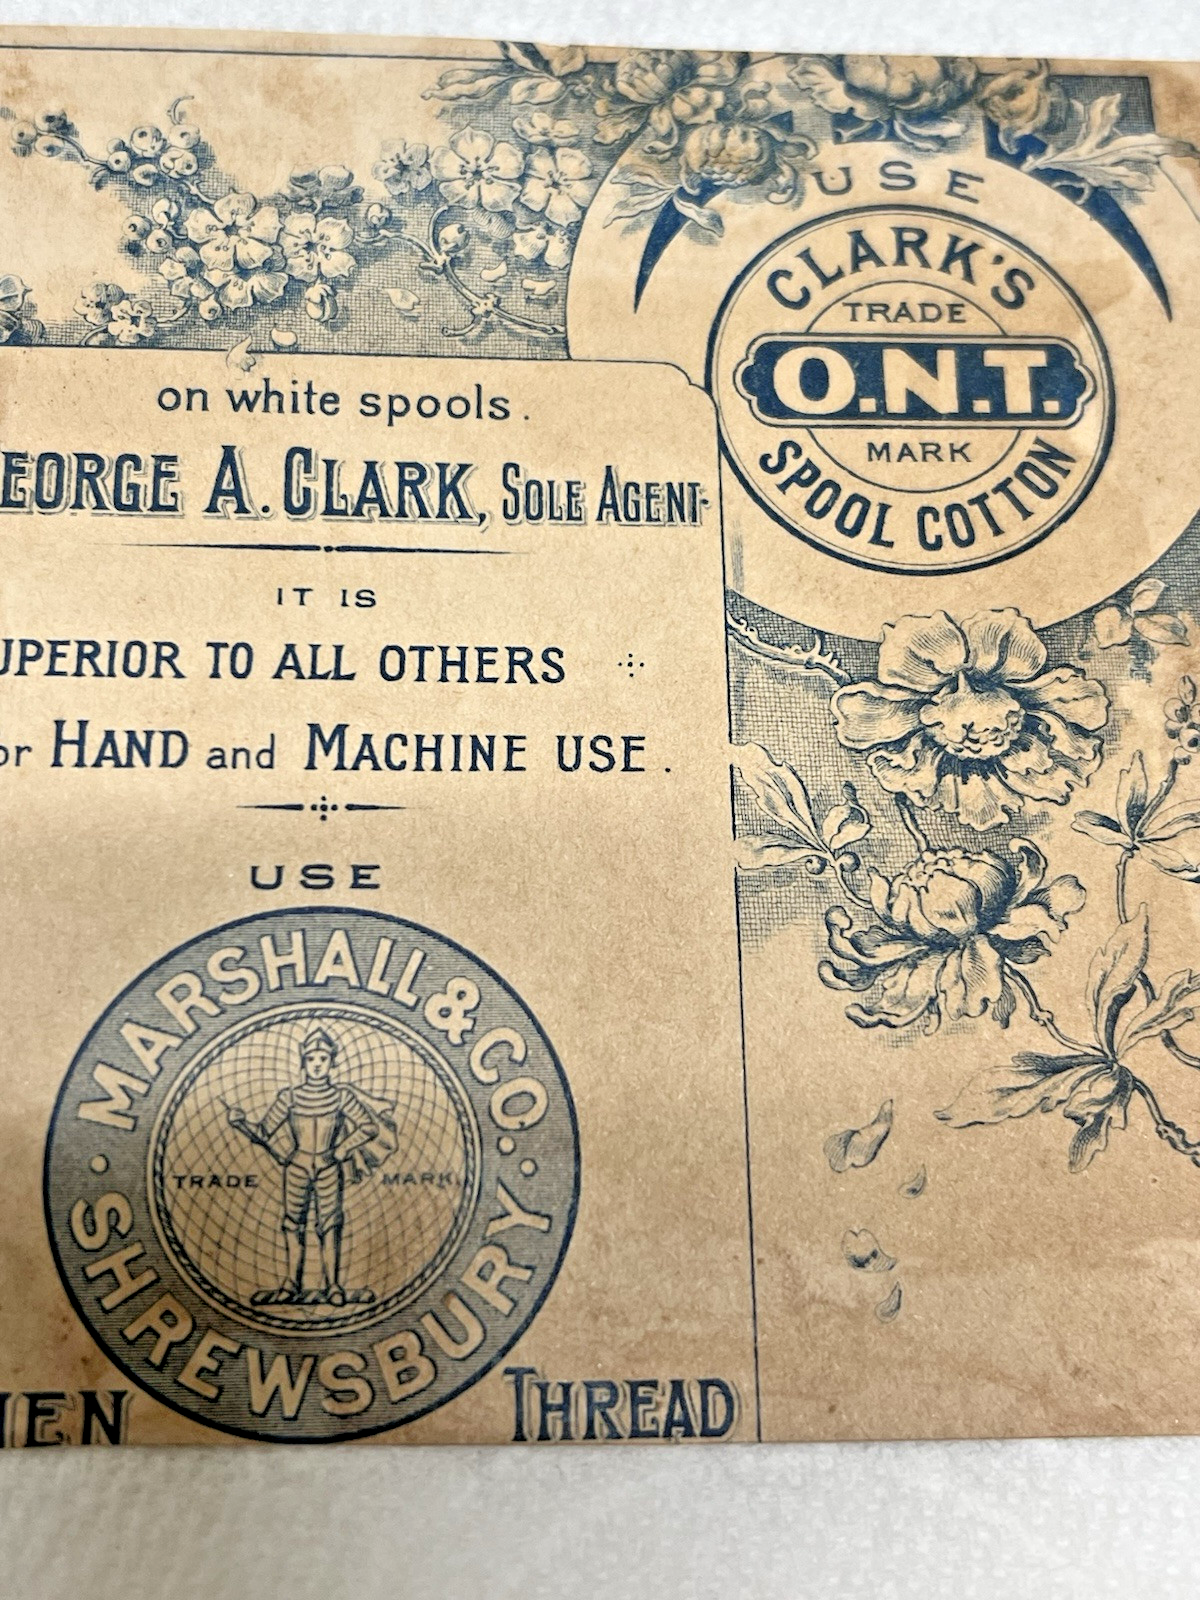 USE
CLARK'S
TRADE
O.N.T.
MARK
SPOOL COTTON
on white spools.
EORGE A. CLARK, SOLE AGENT
IT IS
UPERIOR TO ALL OTHERS
or HAND and MACHINE USE.
USE
MARSHALL & CO.
TRADE MARK
SHREWSBURY.
EN THREAD